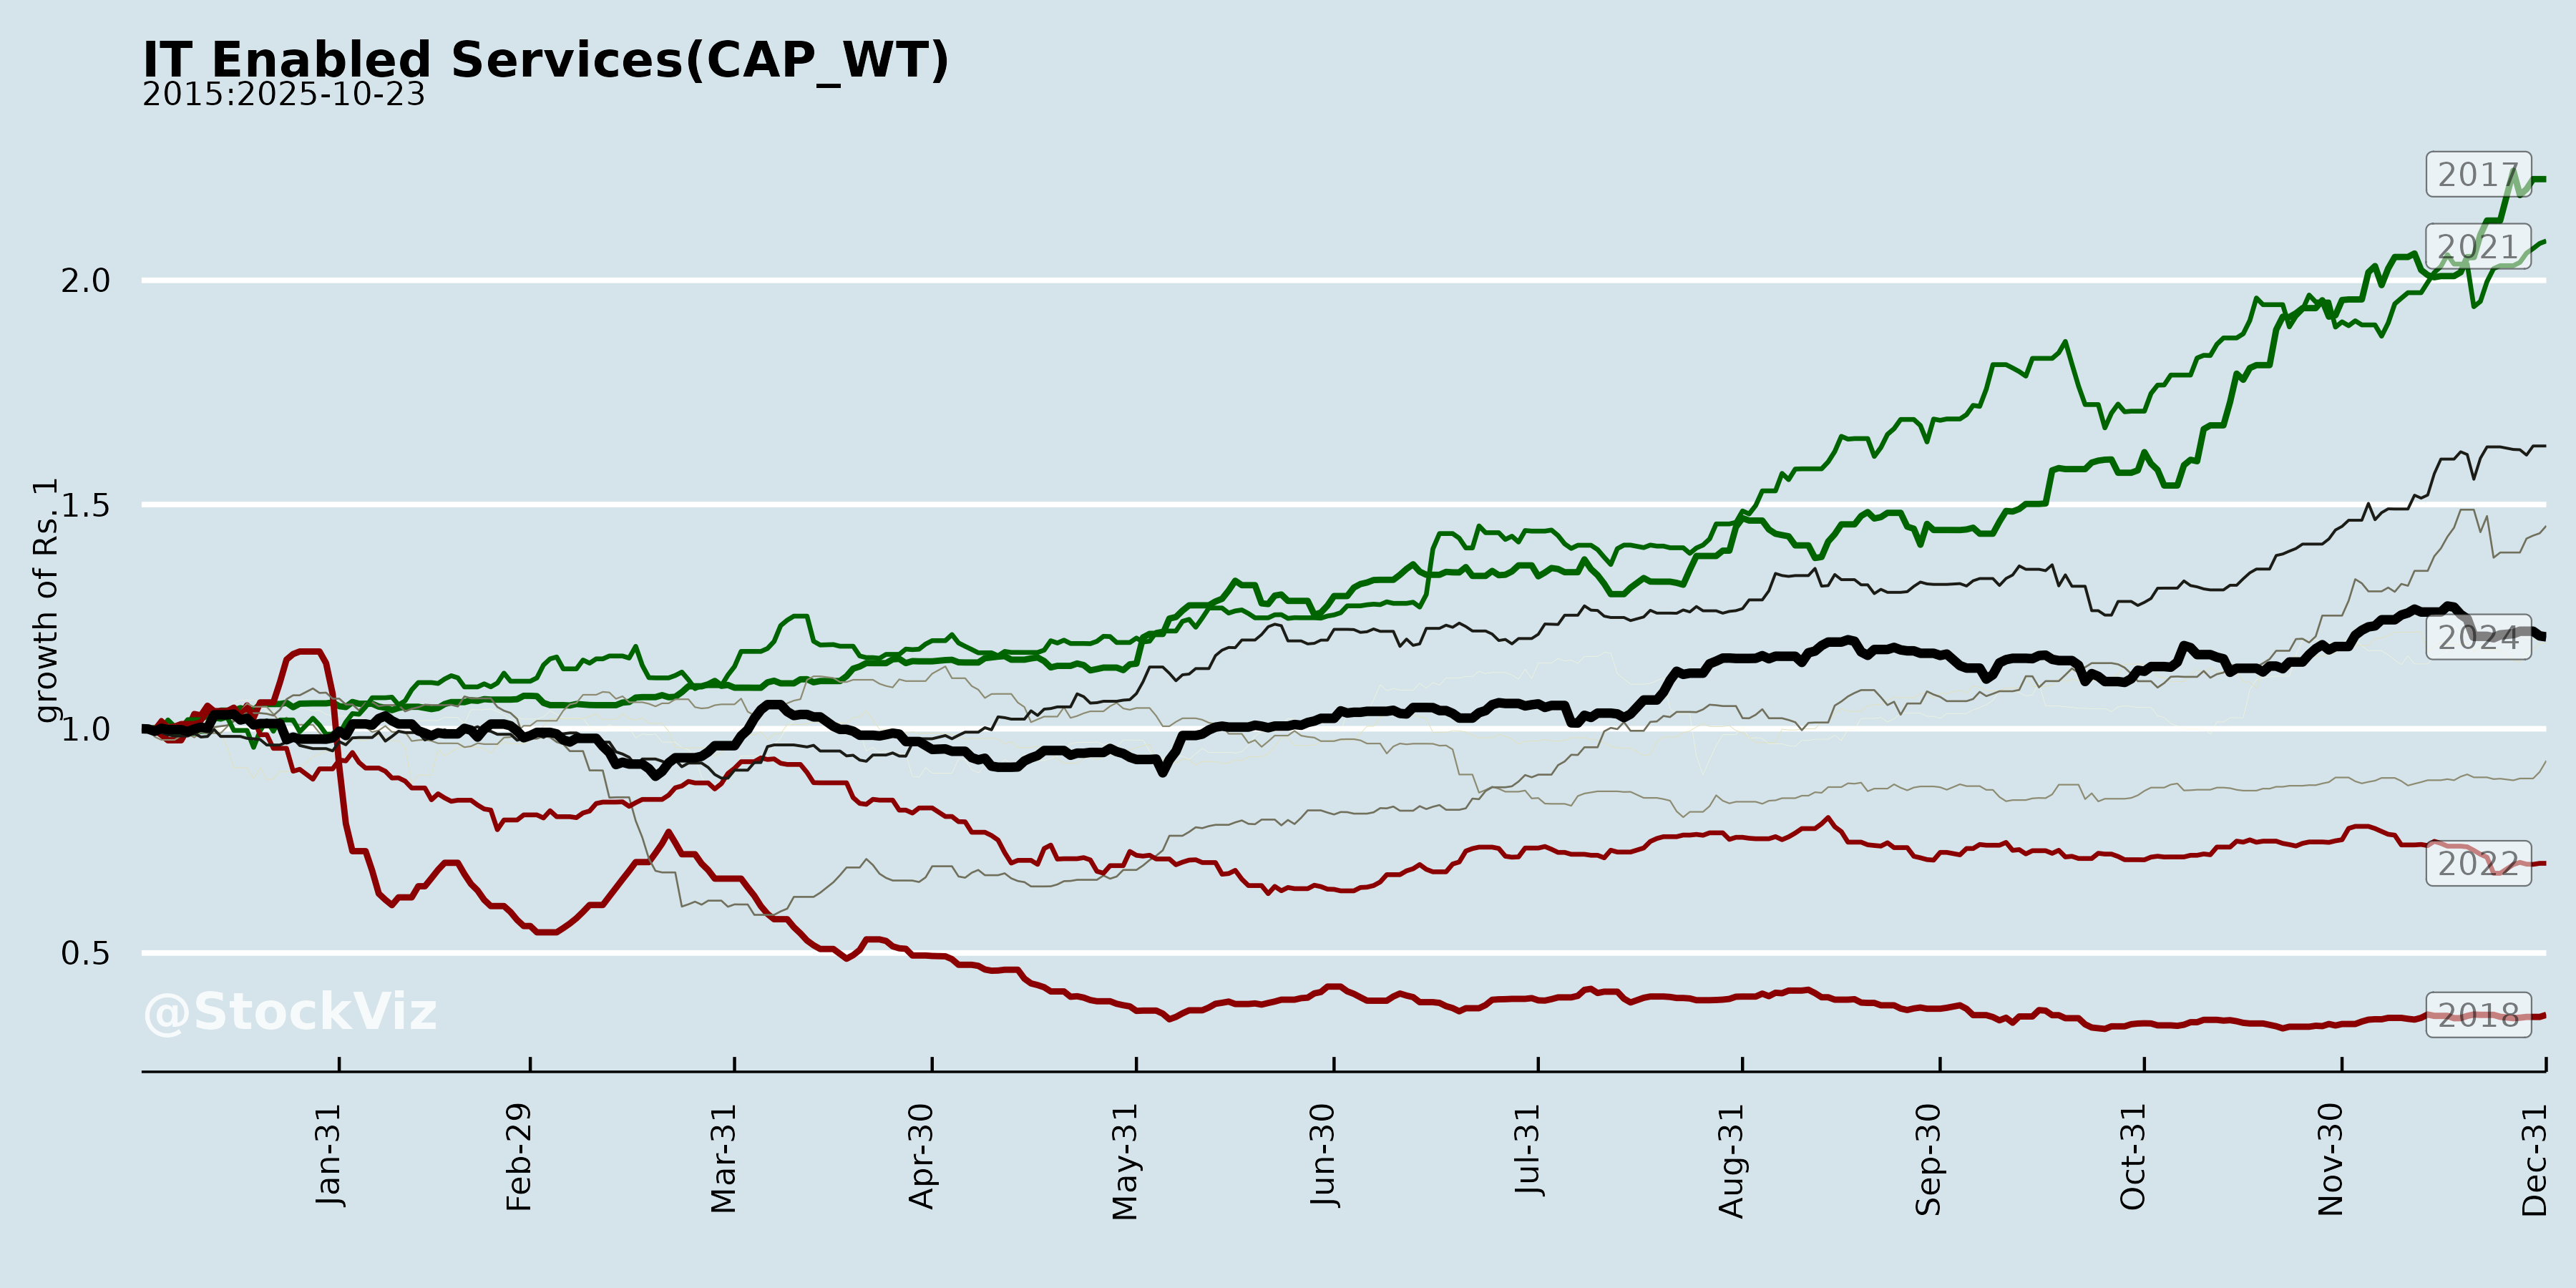 IT Enabled Services(CAP_WT)
2015:2025-10-23
growth of Rs. 1
2.0
1.5
1.0
0.5
2017
2021
2024
2022
2018
@StockViz
Jan-31
Feb-29
Mar-31
Apr-30
May-31
Jun-30
Jul-31
Aug-31
Sep-30
Oct-31
Nov-30
Dec-31